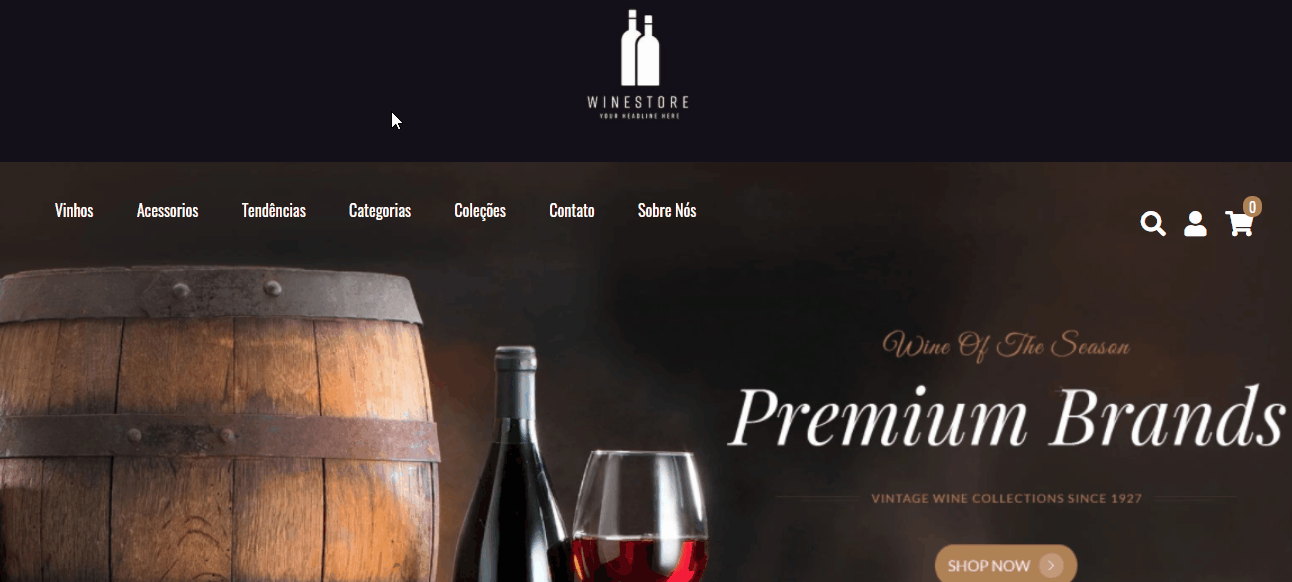 WINESTORE
YOUR HEADLINE HERE
Vinhos Acessorios Tendências Categorias Coleções Contato Sobre Nós
0
Wine Of The Season
Premium Brands
VINTAGE WINE COLLECTIONS SINCE 1927
SHOP NOW